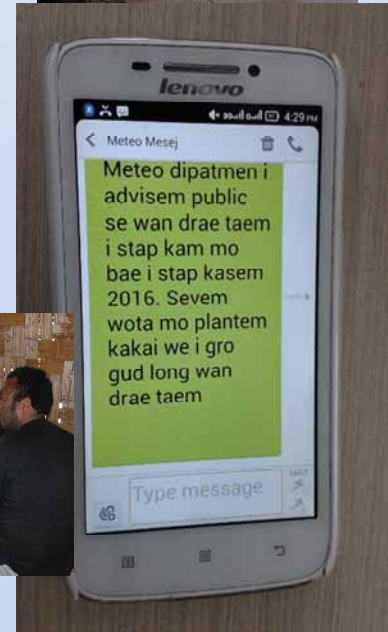 lenovo
4:29 PM
Meteo Mesej
Meteo dipatmen i
advisem public
se wan drae taem
i stap kam mo
bae i stap kasem
2016. Sevem
wota mo plantem
kakai we i gro
gud long wan
drae taem
Type message